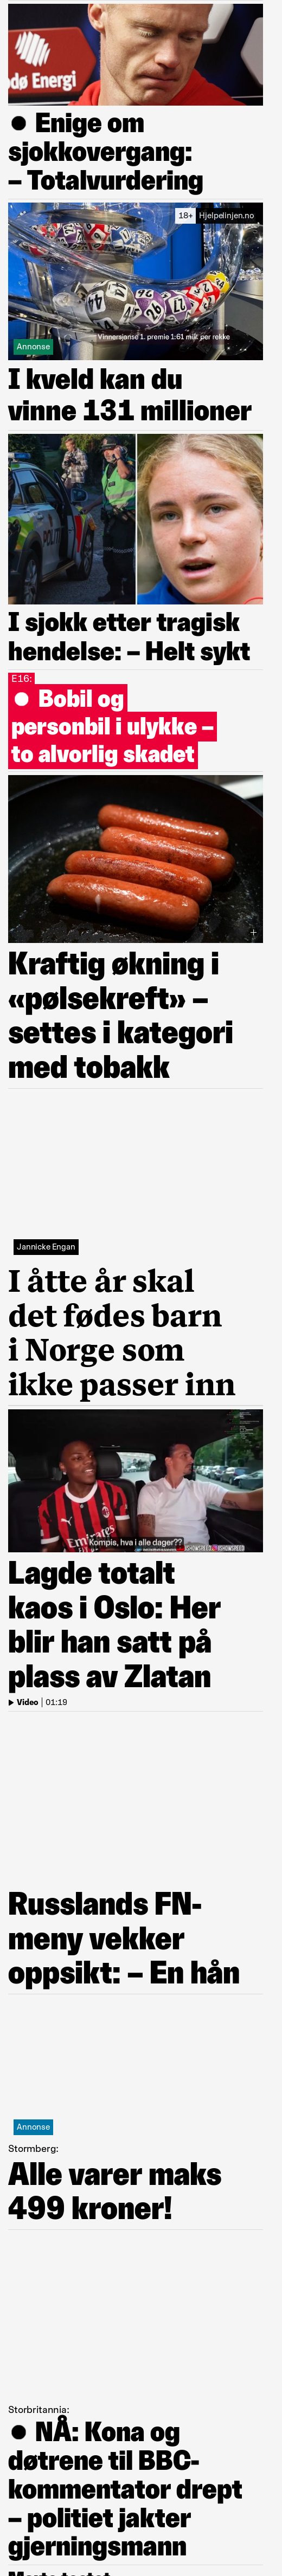 dø Energi
● Enige om
sjokkovergang:
– Totalvurdering
18+ Hjelpelinjen.no
44
26
27
Vinnersjanse 1. premie 1:61 mill. per rekke
Annonse
I kveld kan du
vinne 131 millioner
I sjokk etter tragisk
hendelse: – Helt sykt
E16:
● Bobil og
personbil i ulykke –
to alvorlig skadet
Kraftig økning i
«pølsekreft» –
settes i kategori
med tobakk
Jannicke Engan
I åtte år skal
det fødes barn
i Norge som
ikke passer inn
Kompis, hva i alle dager??
Lagde totalt
kaos i Oslo: Her
blir han satt på
plass av Zlatan
Video | 01:19
Russlands FN-
meny vekker
oppsikt: – En hån
Annonse
Stormberg:
Alle varer maks
499 kroner!
Storbritannia:
● NÅ: Kona og
døtrene til BBC-
kommentator drept
– politiet jakter
gjerningsmann